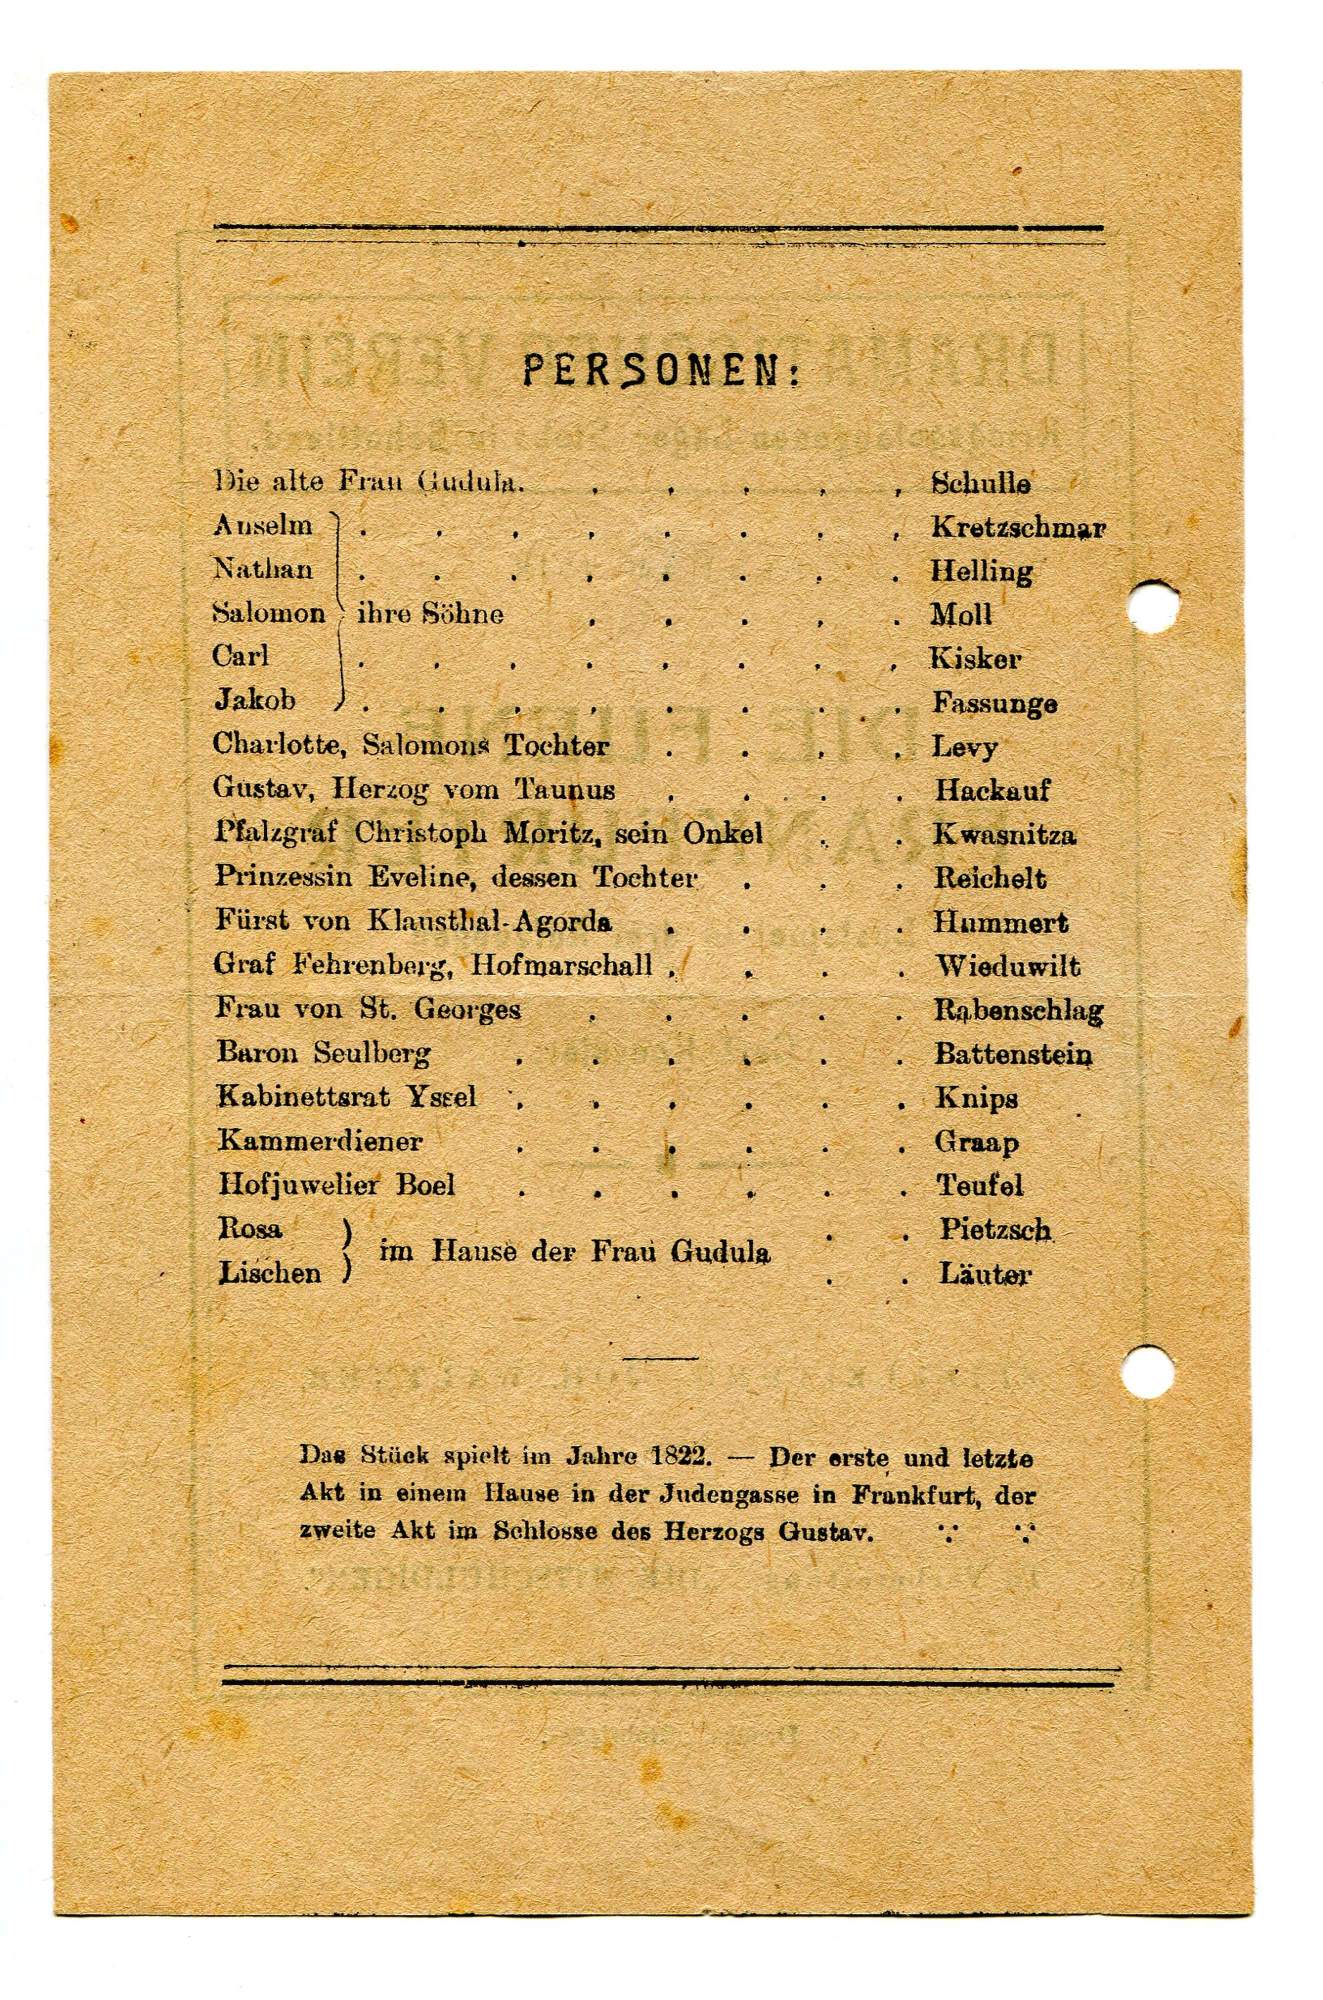 PERSONEN:
Die alte Frau Gudula. . . . . . Schulle
Anselm . . . . . . . . Kretzschmar
Nathan . . . . . . . . Helling
Salomon ihre Söhne . . . . . Moll
Carl . . . . . . . . Kisker
Jakob . . . . . . . . Fassunge
Charlotte, Salomons Tochter . . . . Levy
Gustav, Herzog vom Taunus . . . . Hackauf
Pfalzgraf Christoph Moritz, sein Onkel . . Kwasnitza
Prinzessin Eveline, dessen Tochter . . . Reichelt
Fürst von Klausthal-Agorda . . . . Hummert
Graf Fehrenberg, Hofmarschall . . . . Wieduwilt
Frau von St. Georges . . . . . Rabenschlag
Baron Seulberg . . . . . . Battenstein
Kabinettsrat Yssel . . . . . . Knips
Kammerdiener . . . . . . Graap
Hofjuwelier Boel . . . . . . Teufel
Rosa . . Pietzsch
im Hause der Frau Gudula
Lischen . . Läuter
Das Stück spielt im Jahre 1822. — Der erste und letzte
Akt in einem Hause in der Judengasse in Frankfurt, der
zweite Akt im Schlosse des Herzogs Gustav.